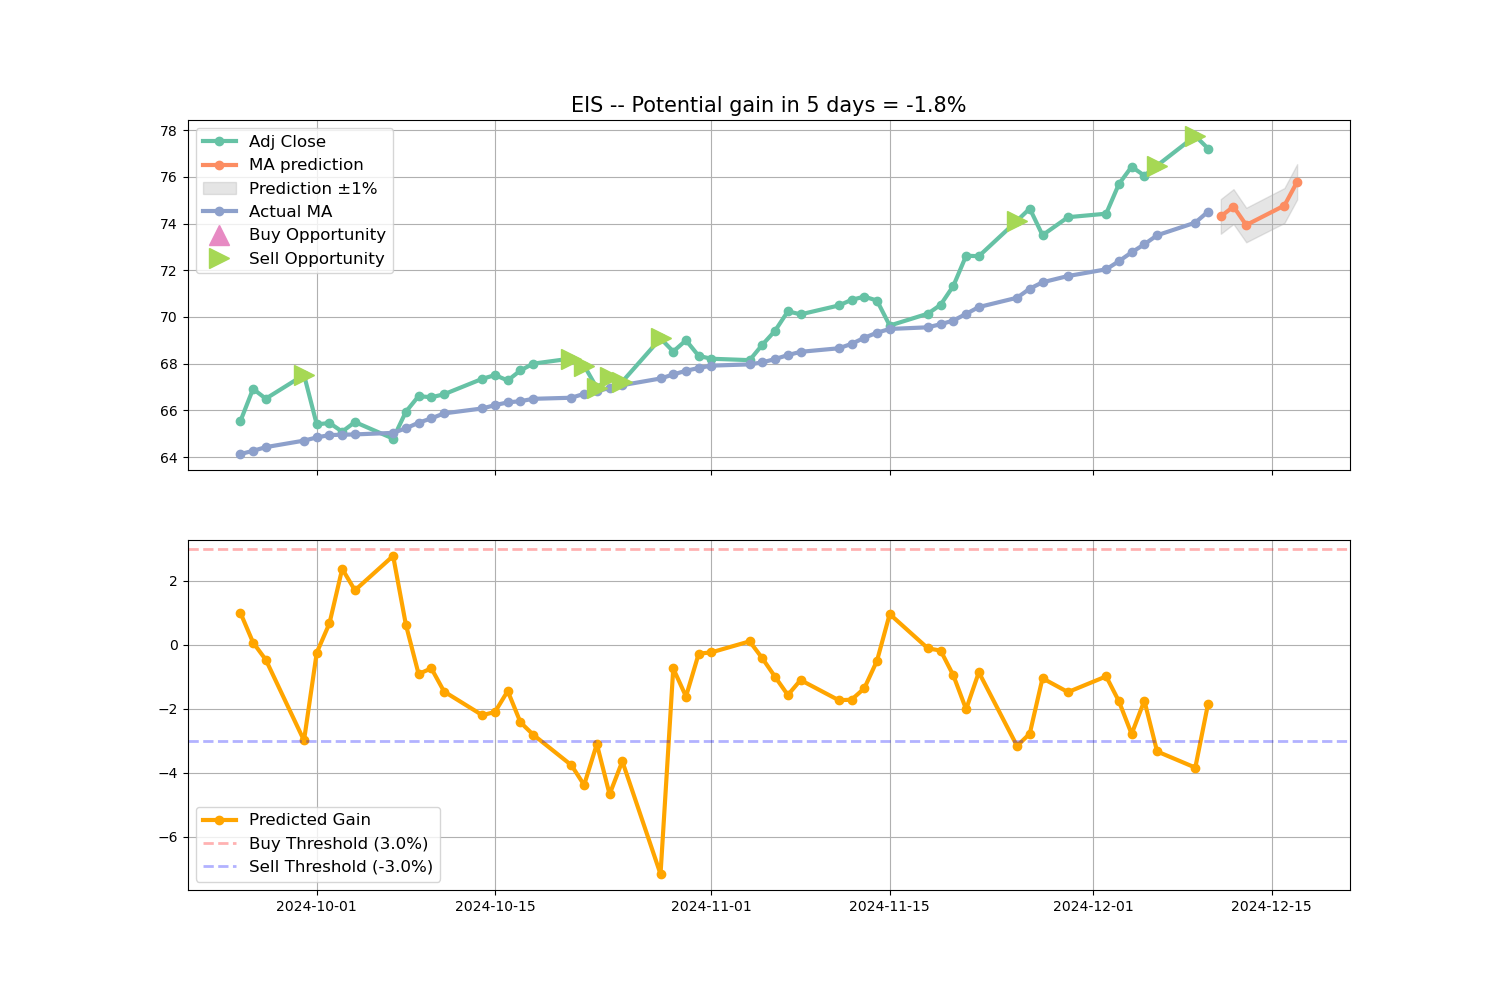 EIS -- Potential gain in 5 days = -1.8%
78
76
74
72
70
68
66
64
Adj Close
MA prediction
Prediction ±1%
Actual MA
Buy Opportunity
Sell Opportunity
2
0
−2
−4
−6
Predicted Gain
Buy Threshold (3.0%)
Sell Threshold (-3.0%)
2024-10-01 2024-10-15 2024-11-01 2024-11-15 2024-12-01 2024-12-15